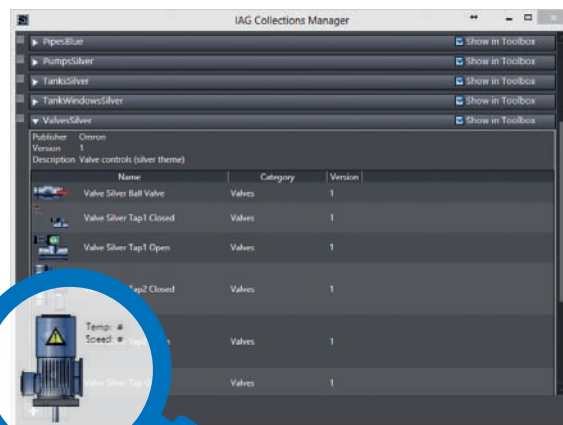 IAG Collections Manager
PipesBlue Show in Toolbox
PumpsSilver Show in Toolbox
TanksSilver Show in Toolbox
TankWindowsSilver Show in Toolbox
ValvesSilver Show in Toolbox
Publisher Omron
Version 1
Description Valve controls (silver theme)
Name Category Version
Valve Silver Ball Valve Valves 1
Valve Silver Tap1 Closed Valves 1
Valve Silver Tap1 Open Valves 1
Tap2 Closed Valves 1
Temp: #
Speed: #
Valves 1
Valve Silver Tap Valves 1